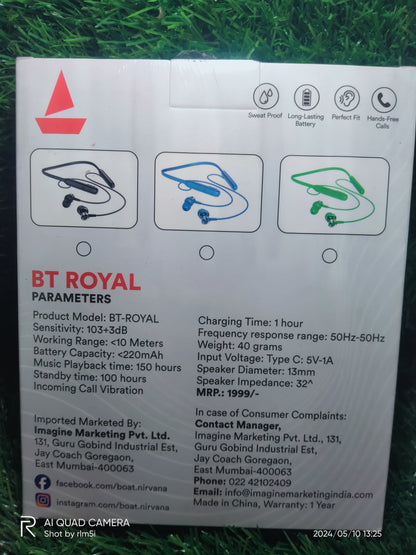 Sweat Proof
Long-Lasting
Battery
Perfect Fit
Hands-Free
Calls
BT ROYAL
PARAMETERS
Product Model: BT-ROYAL
Sensitivity: 103+3dB
Working Range: <10 Meters
Battery Capacity: <220mAh
Music Playback time: 150 hours
Standby time: 100 hours
Incoming Call Vibration
Charging Time: 1 hour
Frequency response range: 50Hz-50Hz
Weight: 40 grams
Input Voltage: Type C: 5V-1A
Speaker Diameter: 13mm
Speaker Impedance: 32^
MRP.: 1999/-
Imported Marketed By:
Imagine Marketing Pvt. Ltd.
131, Guru Gobind Industrial Est,
Jay Coach Goregaon,
East Mumbai-400063
facebook.com/boat.nirvana
instagram.com/boat.nirvana
In case of Consumer Complaints:
Contact Manager,
Imagine Marketing Pvt. Ltd., 131,
Guru Gobind Industrial Est,
Jay Coach Goregaon,
East Mumbai-400063
Phone: 022 42102409
Email: info@imaginemarketingindia.com
Made in China, Warranty: 1 Year
R
AI QUAD CAMERA
Shot by rlm5i
2024/05/10 13:25